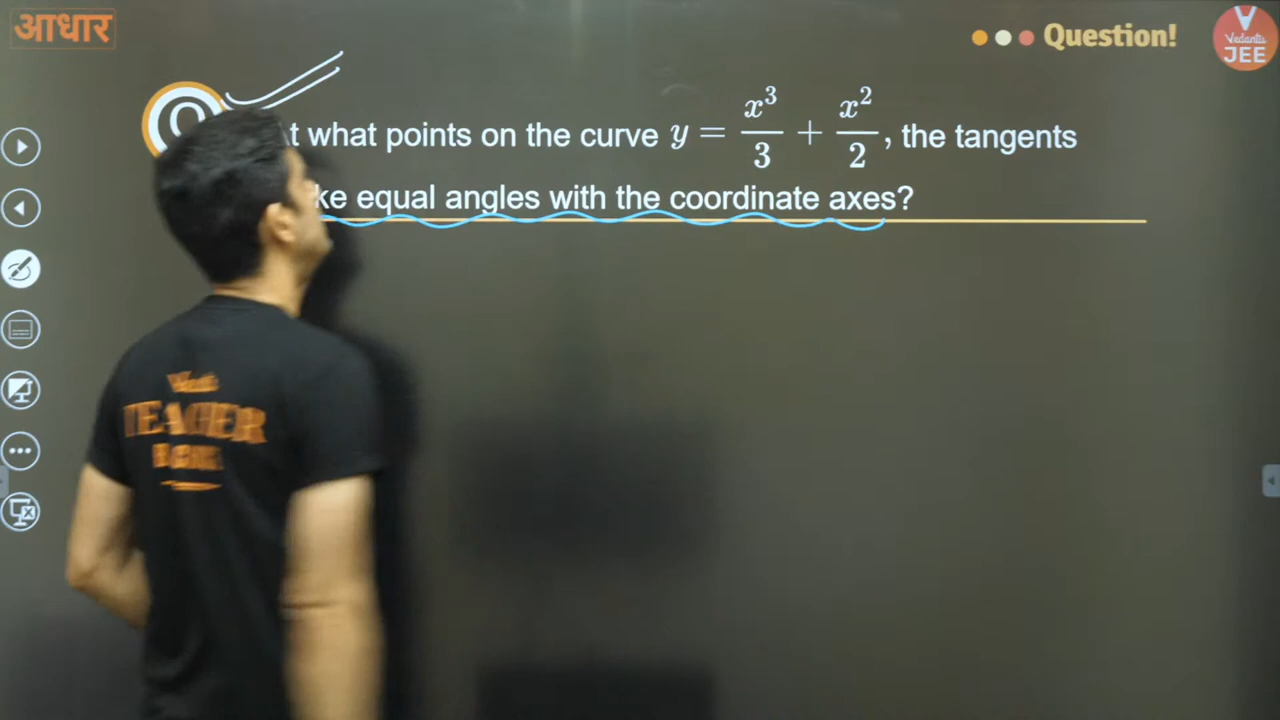 आधार
Question!
Vedantu
JEE
t what points on the curve y = x³/3 + x²/2, the tangents
ke equal angles with the coordinate axes?
TEACHER